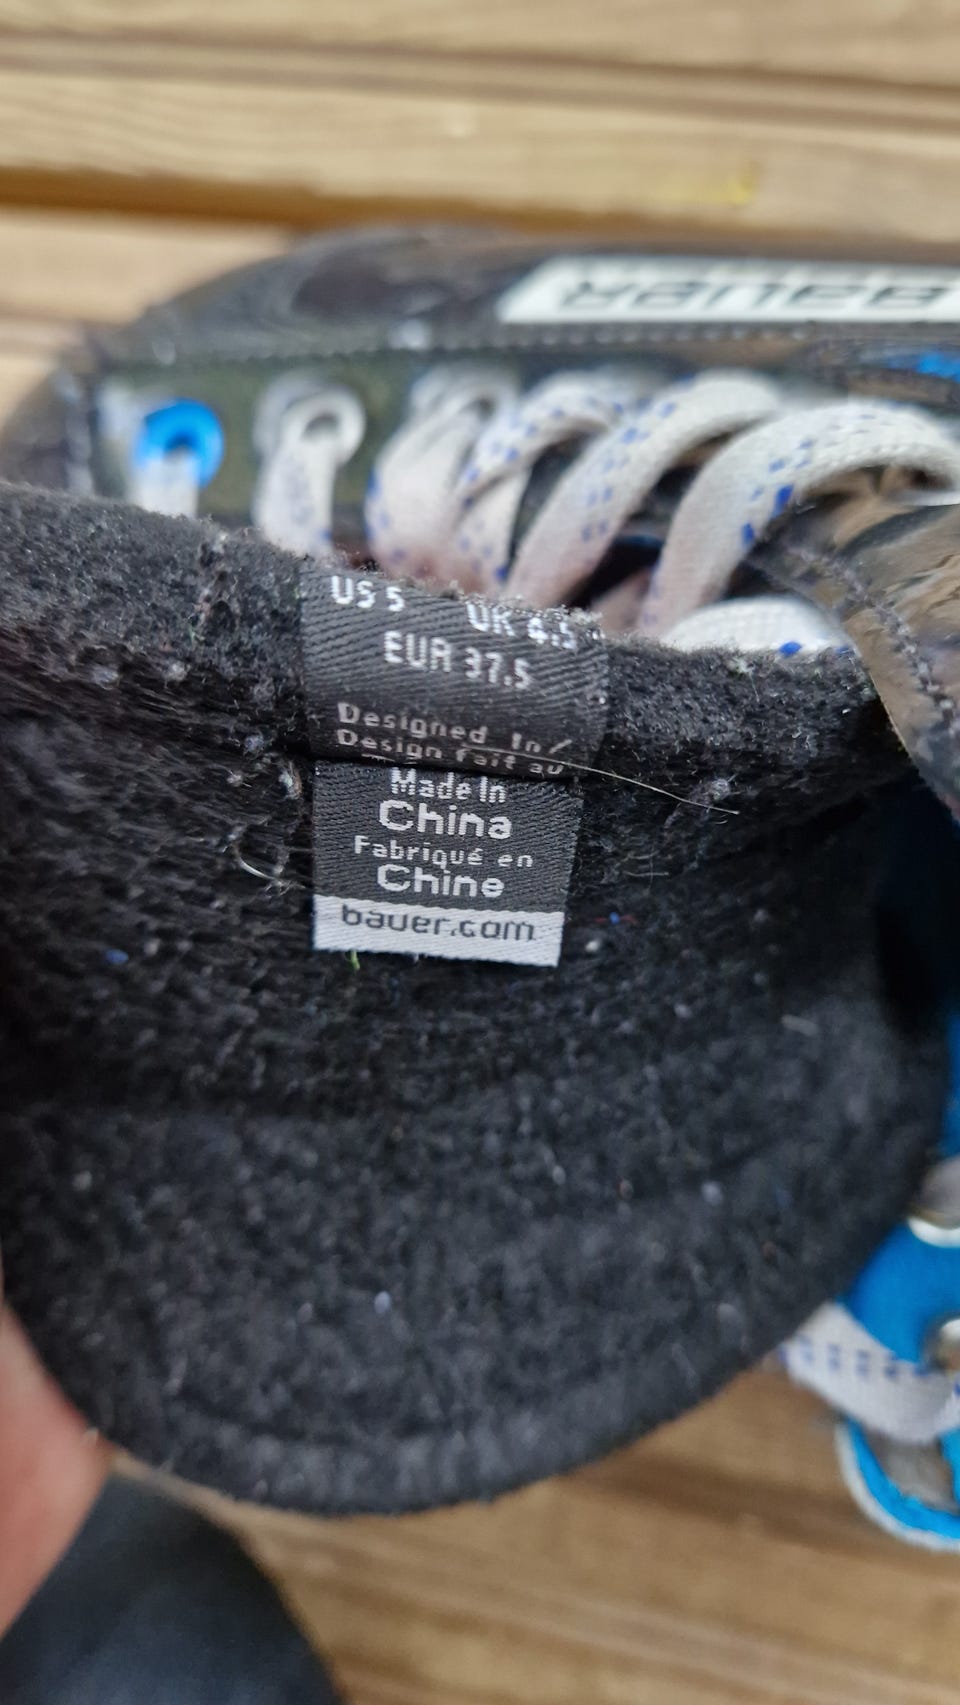 BAUER
US 5 UK 4.5
EUR 37.5
Designed In/
Design fait au
Made In
China
Fabriqué en
Chine
bauer.com